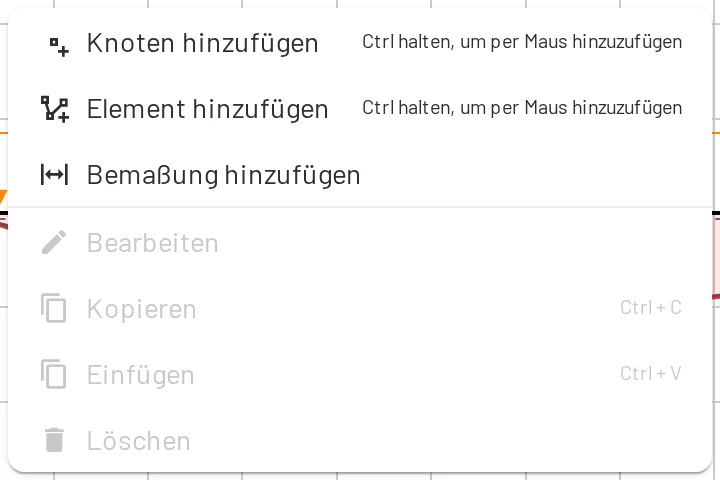 Knoten hinzufügen Ctrl halten, um per Maus hinzuzufügen
Element hinzufügen Ctrl halten, um per Maus hinzuzufügen
Bemaßung hinzufügen
Bearbeiten
Kopieren Ctrl + C
Einfügen Ctrl + V
Löschen